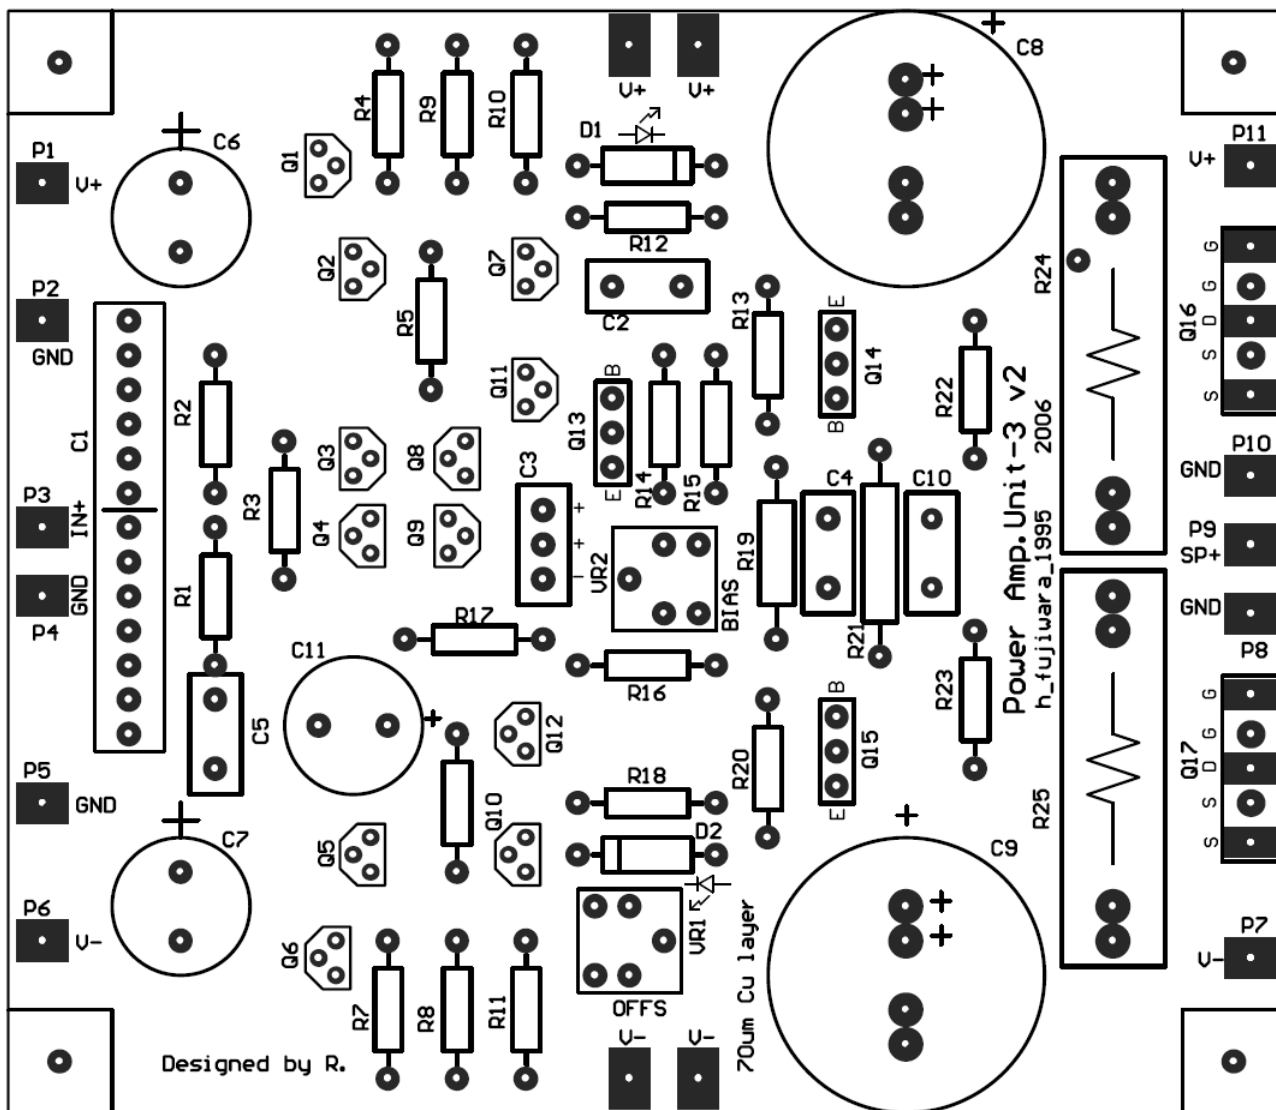 V+
V+
C8
R4
R9
R10
D1
P1
V+
C6
Q1
P11
V+
R12
Q2
Q7
R5
C2
R13
E
Q14
B
R24
G
G
D
S
S
Q16
P2
GND
R2
C1
Q11
B
Q13
E
R14
R15
R22
Power Amp.Unit-3 v2
h_fujiwara_1995 2006
P3
IN+
R3
Q3
Q8
C3
+
+
-
C4
C10
P10
GND
P9
SP+
Q4
Q9
VR2
BIAS
R19
R21
GND
P4
R1
R17
GND
P8
C11
R16
R23
C5
Q12
B
Q15
E
R20
G
G
D
S
S
Q17
R25
P5
GND
R18
Q10
D2
C7
Q5
C9
P6
V-
Q6
VR1
OFFS
70um Cu layer
P7
V-
R7
R8
R11
V-
V-
Designed by R.